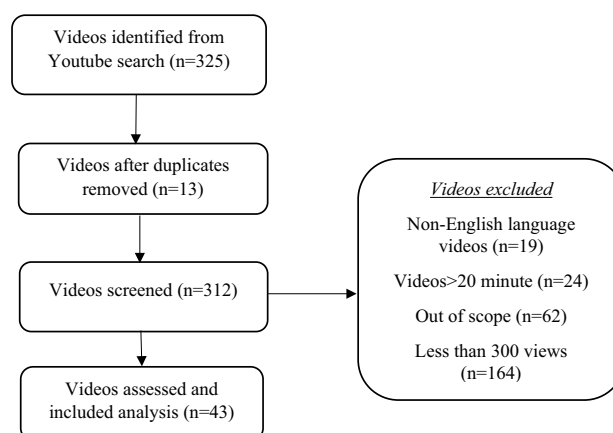 Videos identified from
Youtube search (n=325)
Videos after duplicates
removed (n=13)
Videos screened (n=312)
Videos assessed and
included analysis (n=43)
Videos excluded
Non-English language
videos (n=19)
Videos>20 minute (n=24)
Out of scope (n=62)
Less than 300 views
(n=164)